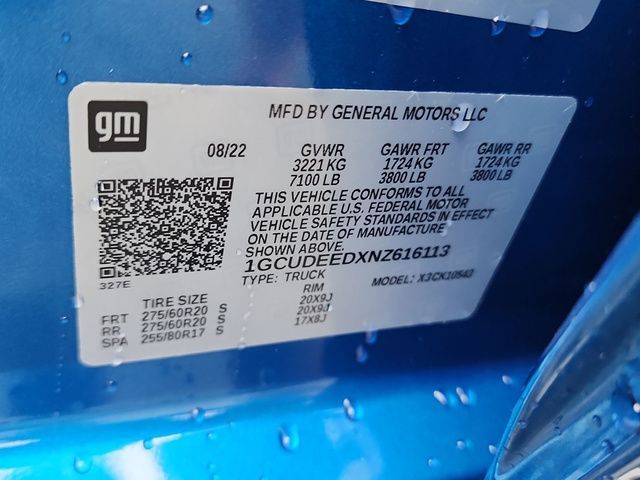 gm
MFD BY GENERAL MOTORS LLC
08/22 GVWR GAWR FRT GAWR RR
3221 KG 1724 KG 1724 KG
7100 LB 3800 LB 3800 LB
THIS VEHICLE CONFORMS TO ALL
APPLICABLE U.S. FEDERAL MOTOR
VEHICLE SAFETY STANDARDS IN EFFECT
ON THE DATE OF MANUFACTURE
SHOWN ABOVE.
1GCUDEEDXNZ616113
327E
TYPE: TRUCK MODEL: X3CK10543
TIRE SIZE RIM
FRT 275/60R20 S 20X9J
RR 275/60R20 S 20X9J
SPA 255/80R17 S 17X8J